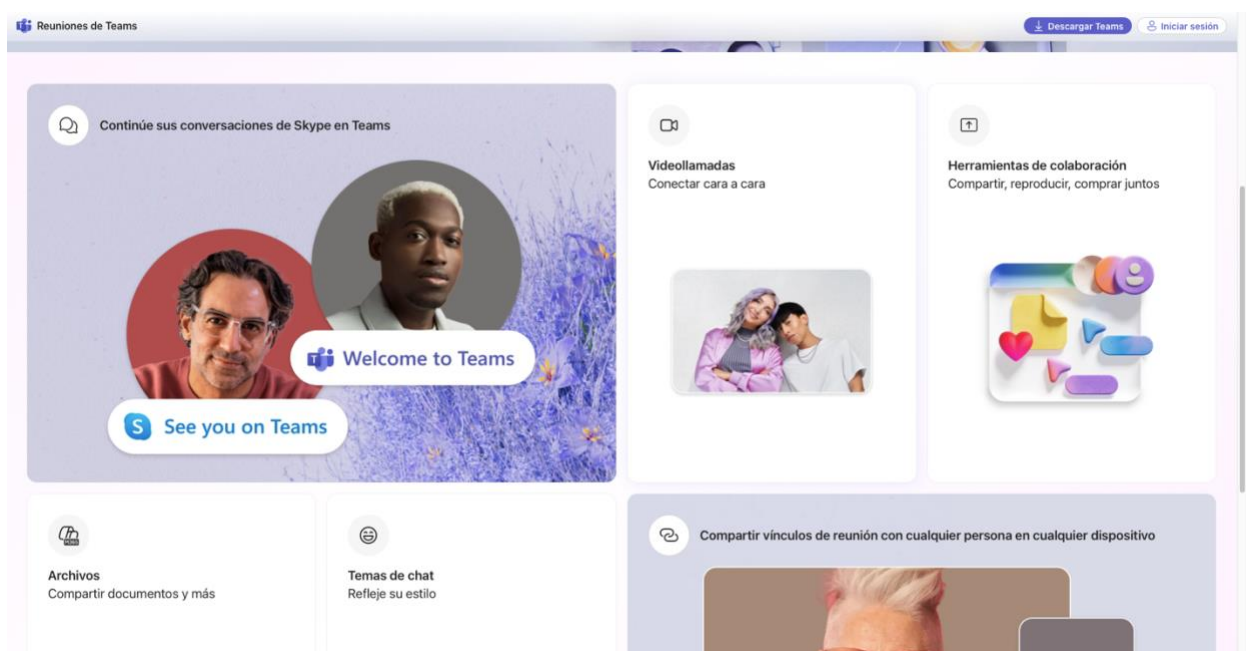 Reuniones de Teams
Descargar Teams
Iniciar sesión
Continúe sus conversaciones de Skype en Teams
Welcome to Teams
S
See you on Teams
Videollamadas
Conectar cara a cara
Herramientas de colaboración
Compartir, reproducir, comprar juntos
Archivos
Compartir documentos y más
Temas de chat
Refleje su estilo
Compartir vínculos de reunión con cualquier persona en cualquier dispositivo